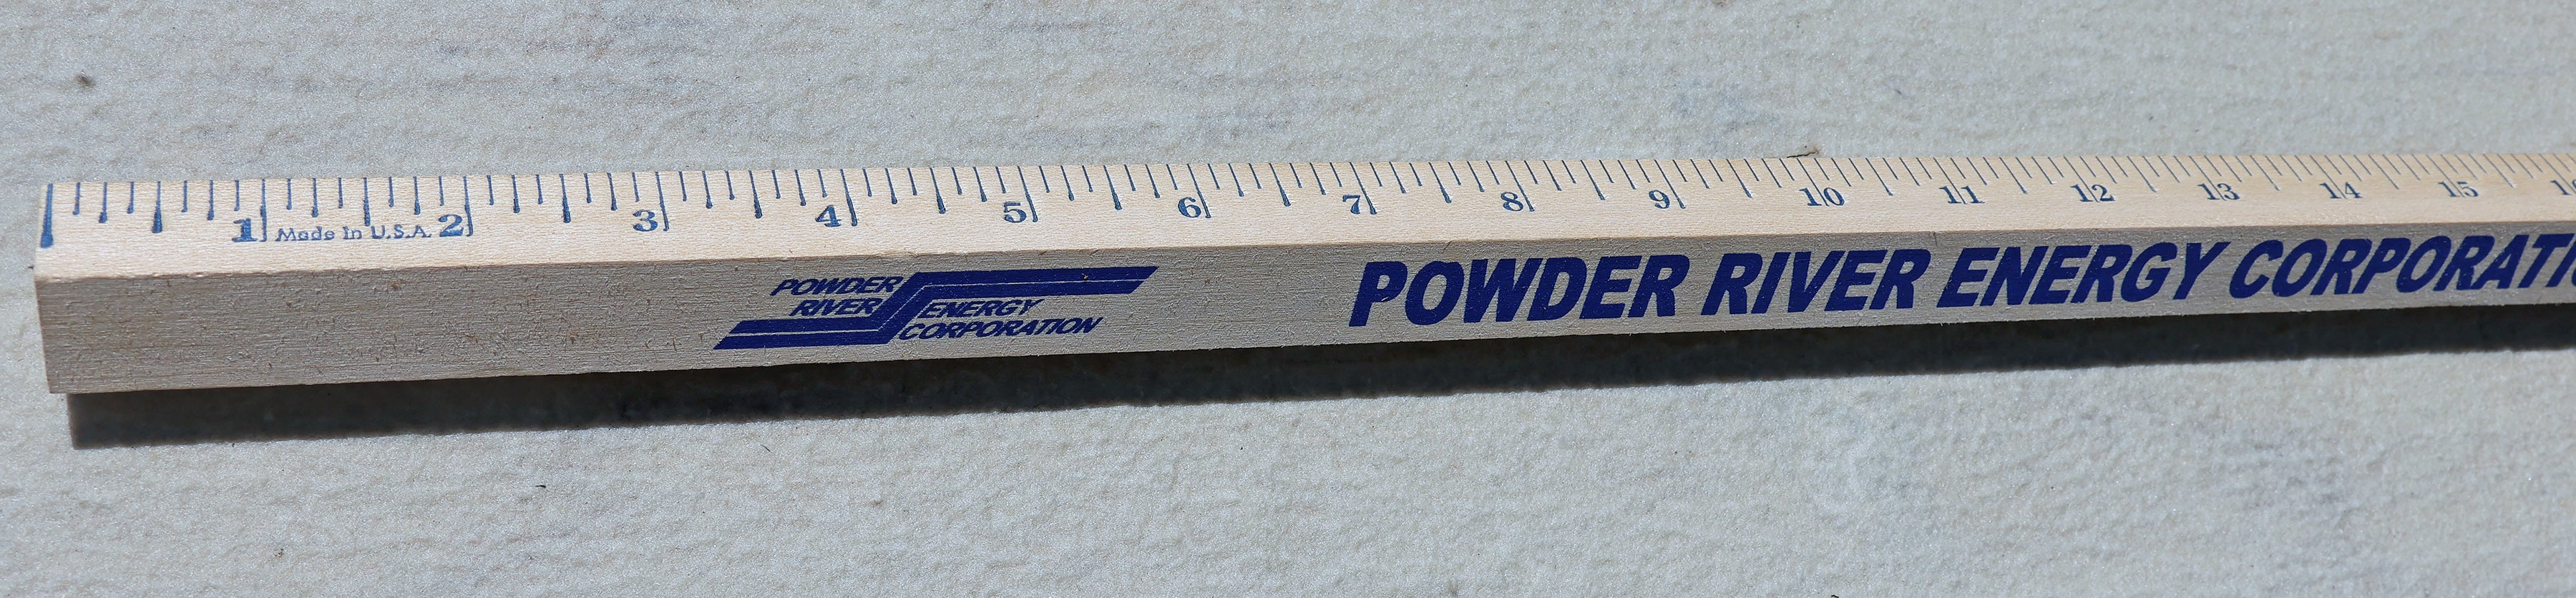 1 Made In U.S.A. 2 3 4 5 6 7 8 9 10 11 12 13 14 15
POWDER
RIVER
ENERGY
CORPORATION
POWDER RIVER ENERGY CORPORATI